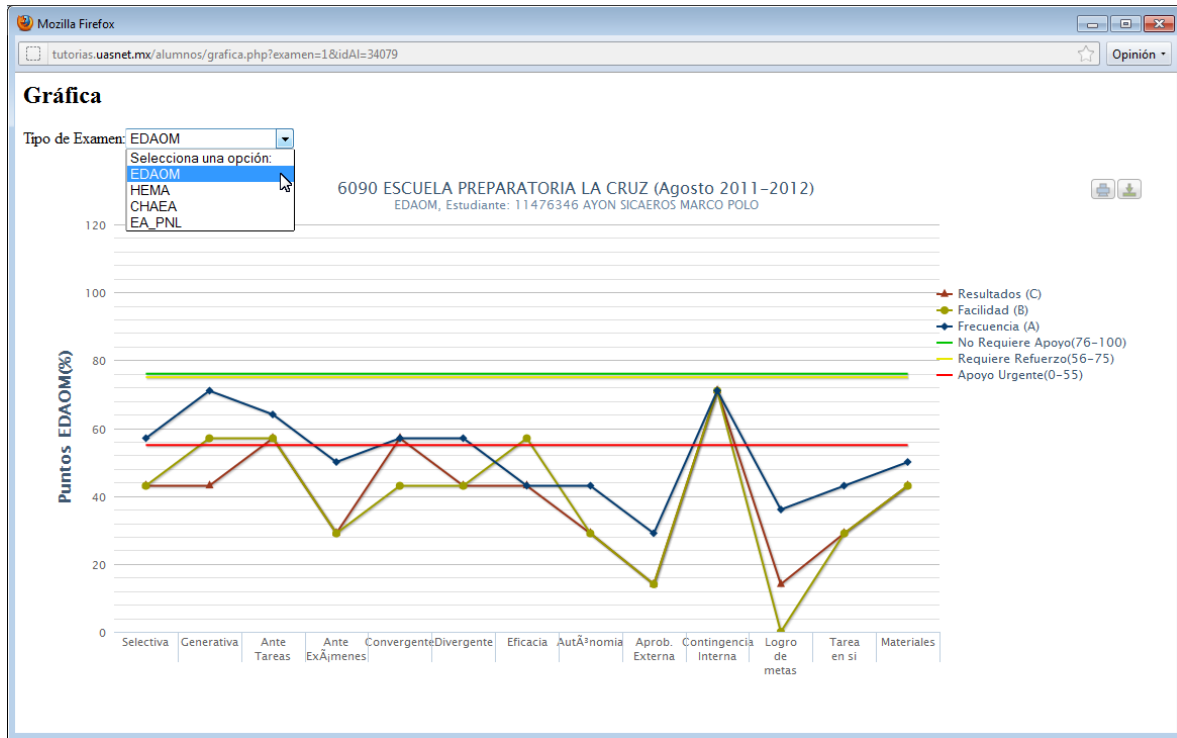 Mozilla Firefox
tutorias.uasnet.mx/alumnos/grafica.php?examen=1&idAl=34079
Opinión
Gráfica
Tipo de Examen: EDAOM
Selecciona una opción:
EDAOM
HEMA
CHAEA
EA_PNL
6090 ESCUELA PREPARATORIA LA CRUZ (Agosto 2011-2012)
EDAOM, Estudiante: 11476346 AYON SICAEROS MARCO POLO
Puntos EDAOM(%)
120
100
80
60
40
20
0
Selectiva
Generativa
Ante
Tareas
Ante
ExÃ¡menes
Convergente
Divergente
Eficacia
AutÃ³nomia
Aprob.
Externa
Contingencia
Interna
Logro
de
metas
Tarea
en si
Materiales
Resultados (C)
Facilidad (B)
Frecuencia (A)
No Requiere Apoyo(76-100)
Requiere Refuerzo(56-75)
Apoyo Urgente(0-55)